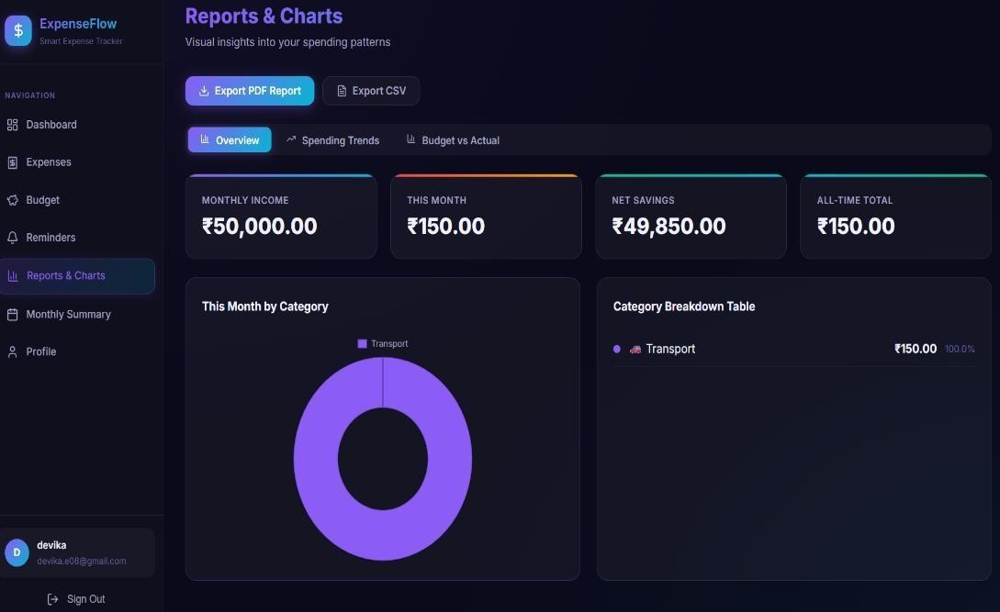 $
ExpenseFlow
Smart Expense Tracker
NAVIGATION
Dashboard
Expenses
Budget
Reminders
Reports & Charts
Monthly Summary
Profile
D
devika
devika.e08@gmail.com
Sign Out
Reports & Charts
Visual insights into your spending patterns
Export PDF Report
Export CSV
Overview
Spending Trends
Budget vs Actual
MONTHLY INCOME
₹50,000.00
THIS MONTH
₹150.00
NET SAVINGS
₹49,850.00
ALL-TIME TOTAL
₹150.00
This Month by Category
Transport
Category Breakdown Table
Transport ₹150.00 100.0%